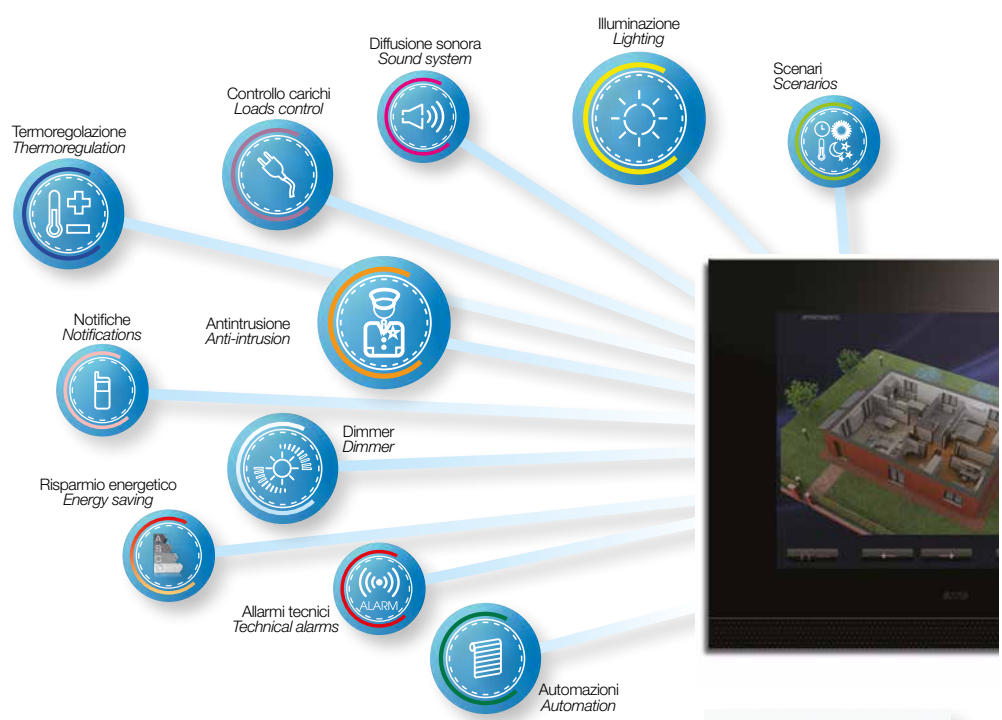 Illuminazione
Lighting
Diffusione sonora
Sound system
Scenari
Scenarios
Controllo carichi
Loads control
Termoregolazione
Thermoregulation
Notifiche
Notifications
Antintrusione
Anti-intrusion
Dimmer
Dimmer
Risparmio energetico
Energy saving
A
B
C
D
ALARM
Allarmi tecnici
Technical alarms
Automazioni
Automation